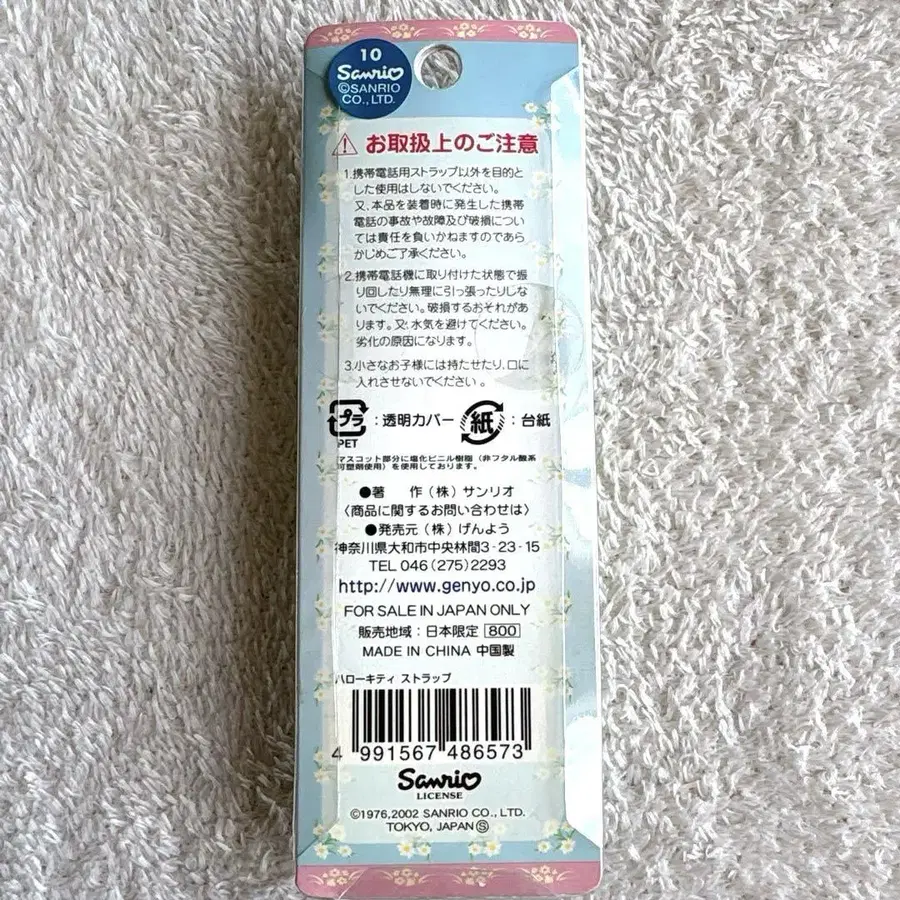 10
Sanrio
©SANRIO
CO., LTD.
お取扱上のご注意
1.携帯電話用ストラップ以外を目的と
した使用はしないでください。
又、本品を装着時に発生した携帯
電話の事故や故障及び破損につい
ては責任を負いかねますのであら
かじめご了承ください。
2.携帯電話機に取り付けた状態で振
り回したり無理に引っ張ったりしな
いでください。破損するおそれがあ
ります。又、水気を避けてください。
劣化の原因になります。
3.小さなお子様には持たせたり、口に
入れさせないでください。
プラ PET :透明カバー 紙 :台紙
マスコット部分に塩化ビニル樹脂（非フタル酸系
可塑剤使用）を使用しております。
●著 作（株）サンリオ
〈商品に関するお問い合わせは〉
●発売元（株）げんよう
神奈川県大和市中央林間3-23-15
TEL 046(275)2293
http://www.genyo.co.jp
FOR SALE IN JAPAN ONLY
販売地域：日本限定 800
MADE IN CHINA 中国製
ハローキティ ストラップ
4 991567 486573
Sanrio
LICENSE
©1976,2002 SANRIO CO., LTD.
TOKYO, JAPAN Ⓢ